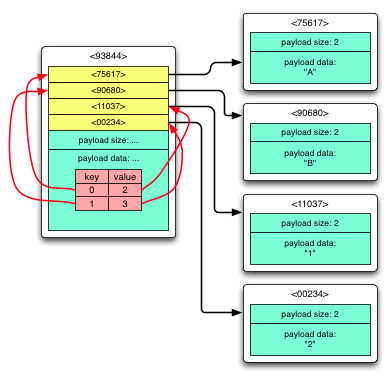 <93844>
<75617>
<90680>
<11037>
<00234>
payload size: ...
payload data: ...
key value
0 2
1 3
<75617>
payload size: 2
payload data:
"A"
<90680>
payload size: 2
payload data:
"B"
<11037>
payload size: 2
payload data:
"1"
<00234>
payload size: 2
payload data:
"2"